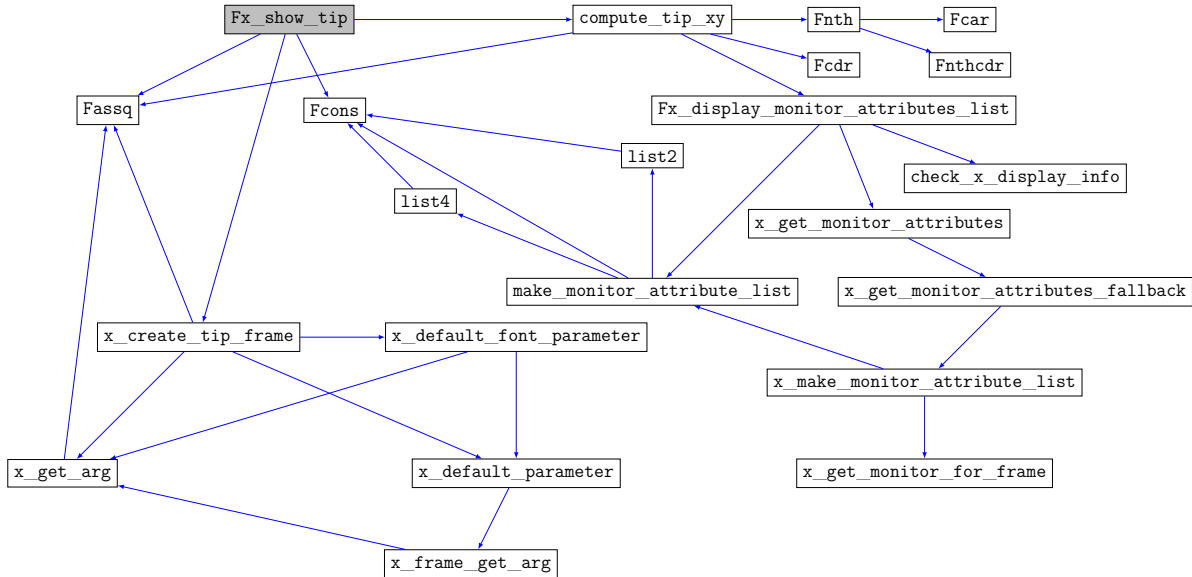 Fx_show_tip
compute_tip_xy
Fnth
Fcar
Fcdr
Fnthcdr
Fassq
Fcons
Fx_display_monitor_attributes_list
list2
check_x_display_info
list4
x_get_monitor_attributes
make_monitor_attribute_list
x_get_monitor_attributes_fallback
x_create_tip_frame
x_default_font_parameter
x_make_monitor_attribute_list
x_get_arg
x_default_parameter
x_get_monitor_for_frame
x_frame_get_arg